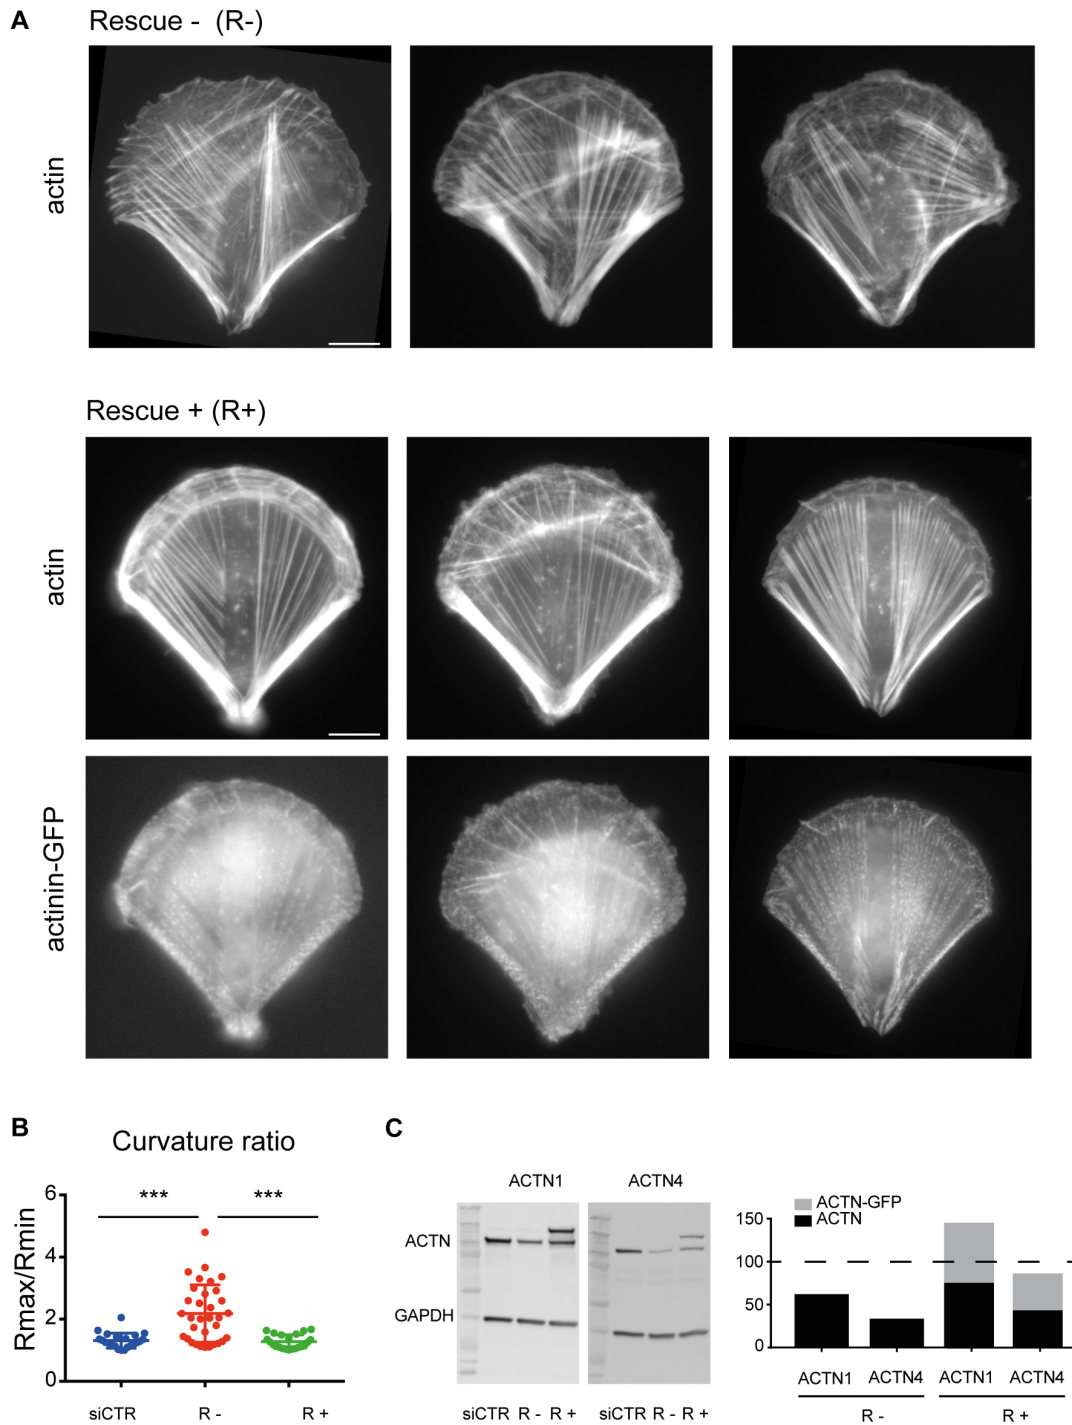 A
Rescue - (R-)
actin
Rescue + (R+)
actin
actinin-GFP
B
Curvature ratio
*** ***
Rmax/Rmin
6
4
2
0
siCTR R - R +
C
ACTN1 ACTN4
ACTN
GAPDH
siCTR R - R + siCTR R - R +
ACTN-GFP
ACTN
150
100
50
0
ACTN1 ACTN4 ACTN1 ACTN4
R - R +